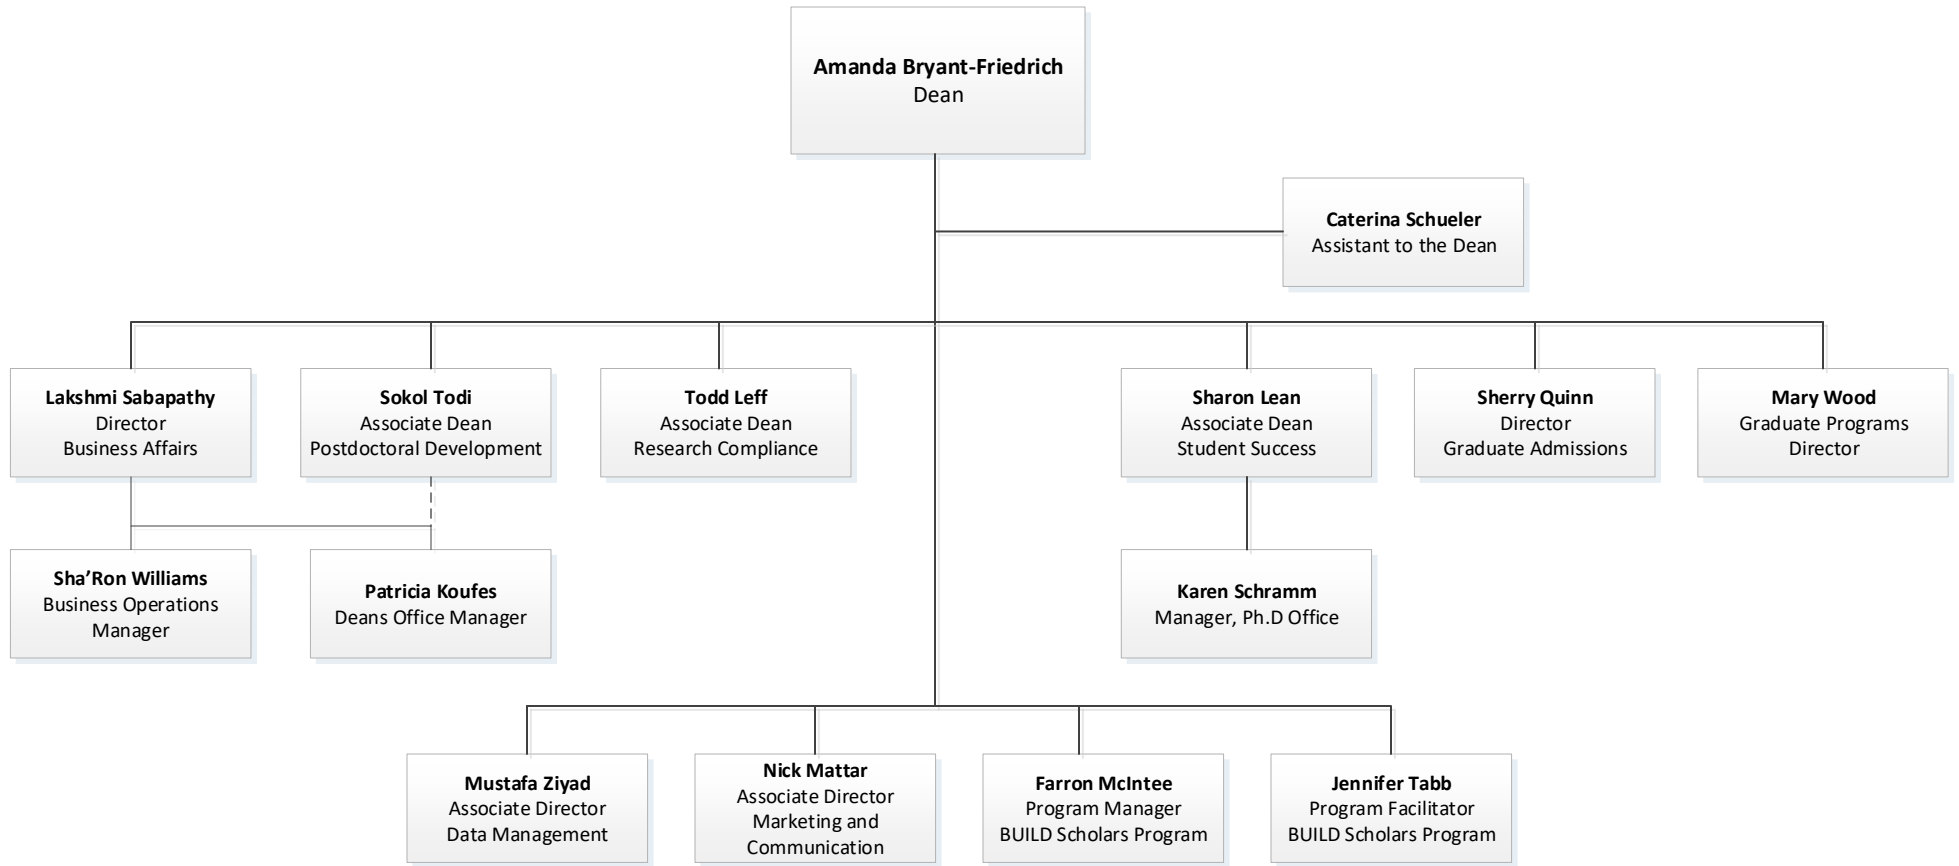 Amanda Bryant-Friedrich
Dean
Caterina Schueler
Assistant to the Dean
Lakshmi Sabapathy
Director
Business Affairs
Sokol Todi
Associate Dean
Postdoctoral Development
Todd Leff
Associate Dean
Research Compliance
Sharon Lean
Associate Dean
Student Success
Sherry Quinn
Director
Graduate Admissions
Mary Wood
Graduate Programs
Director
Sha’Ron Williams
Business Operations
Manager
Patricia Koufes
Deans Office Manager
Karen Schramm
Manager, Ph.D Office
Mustafa Ziyad
Associate Director
Data Management
Nick Mattar
Associate Director
Marketing and
Communication
Farron McIntee
Program Manager
BUILD Scholars Program
Jennifer Tabb
Program Facilitator
BUILD Scholars Program